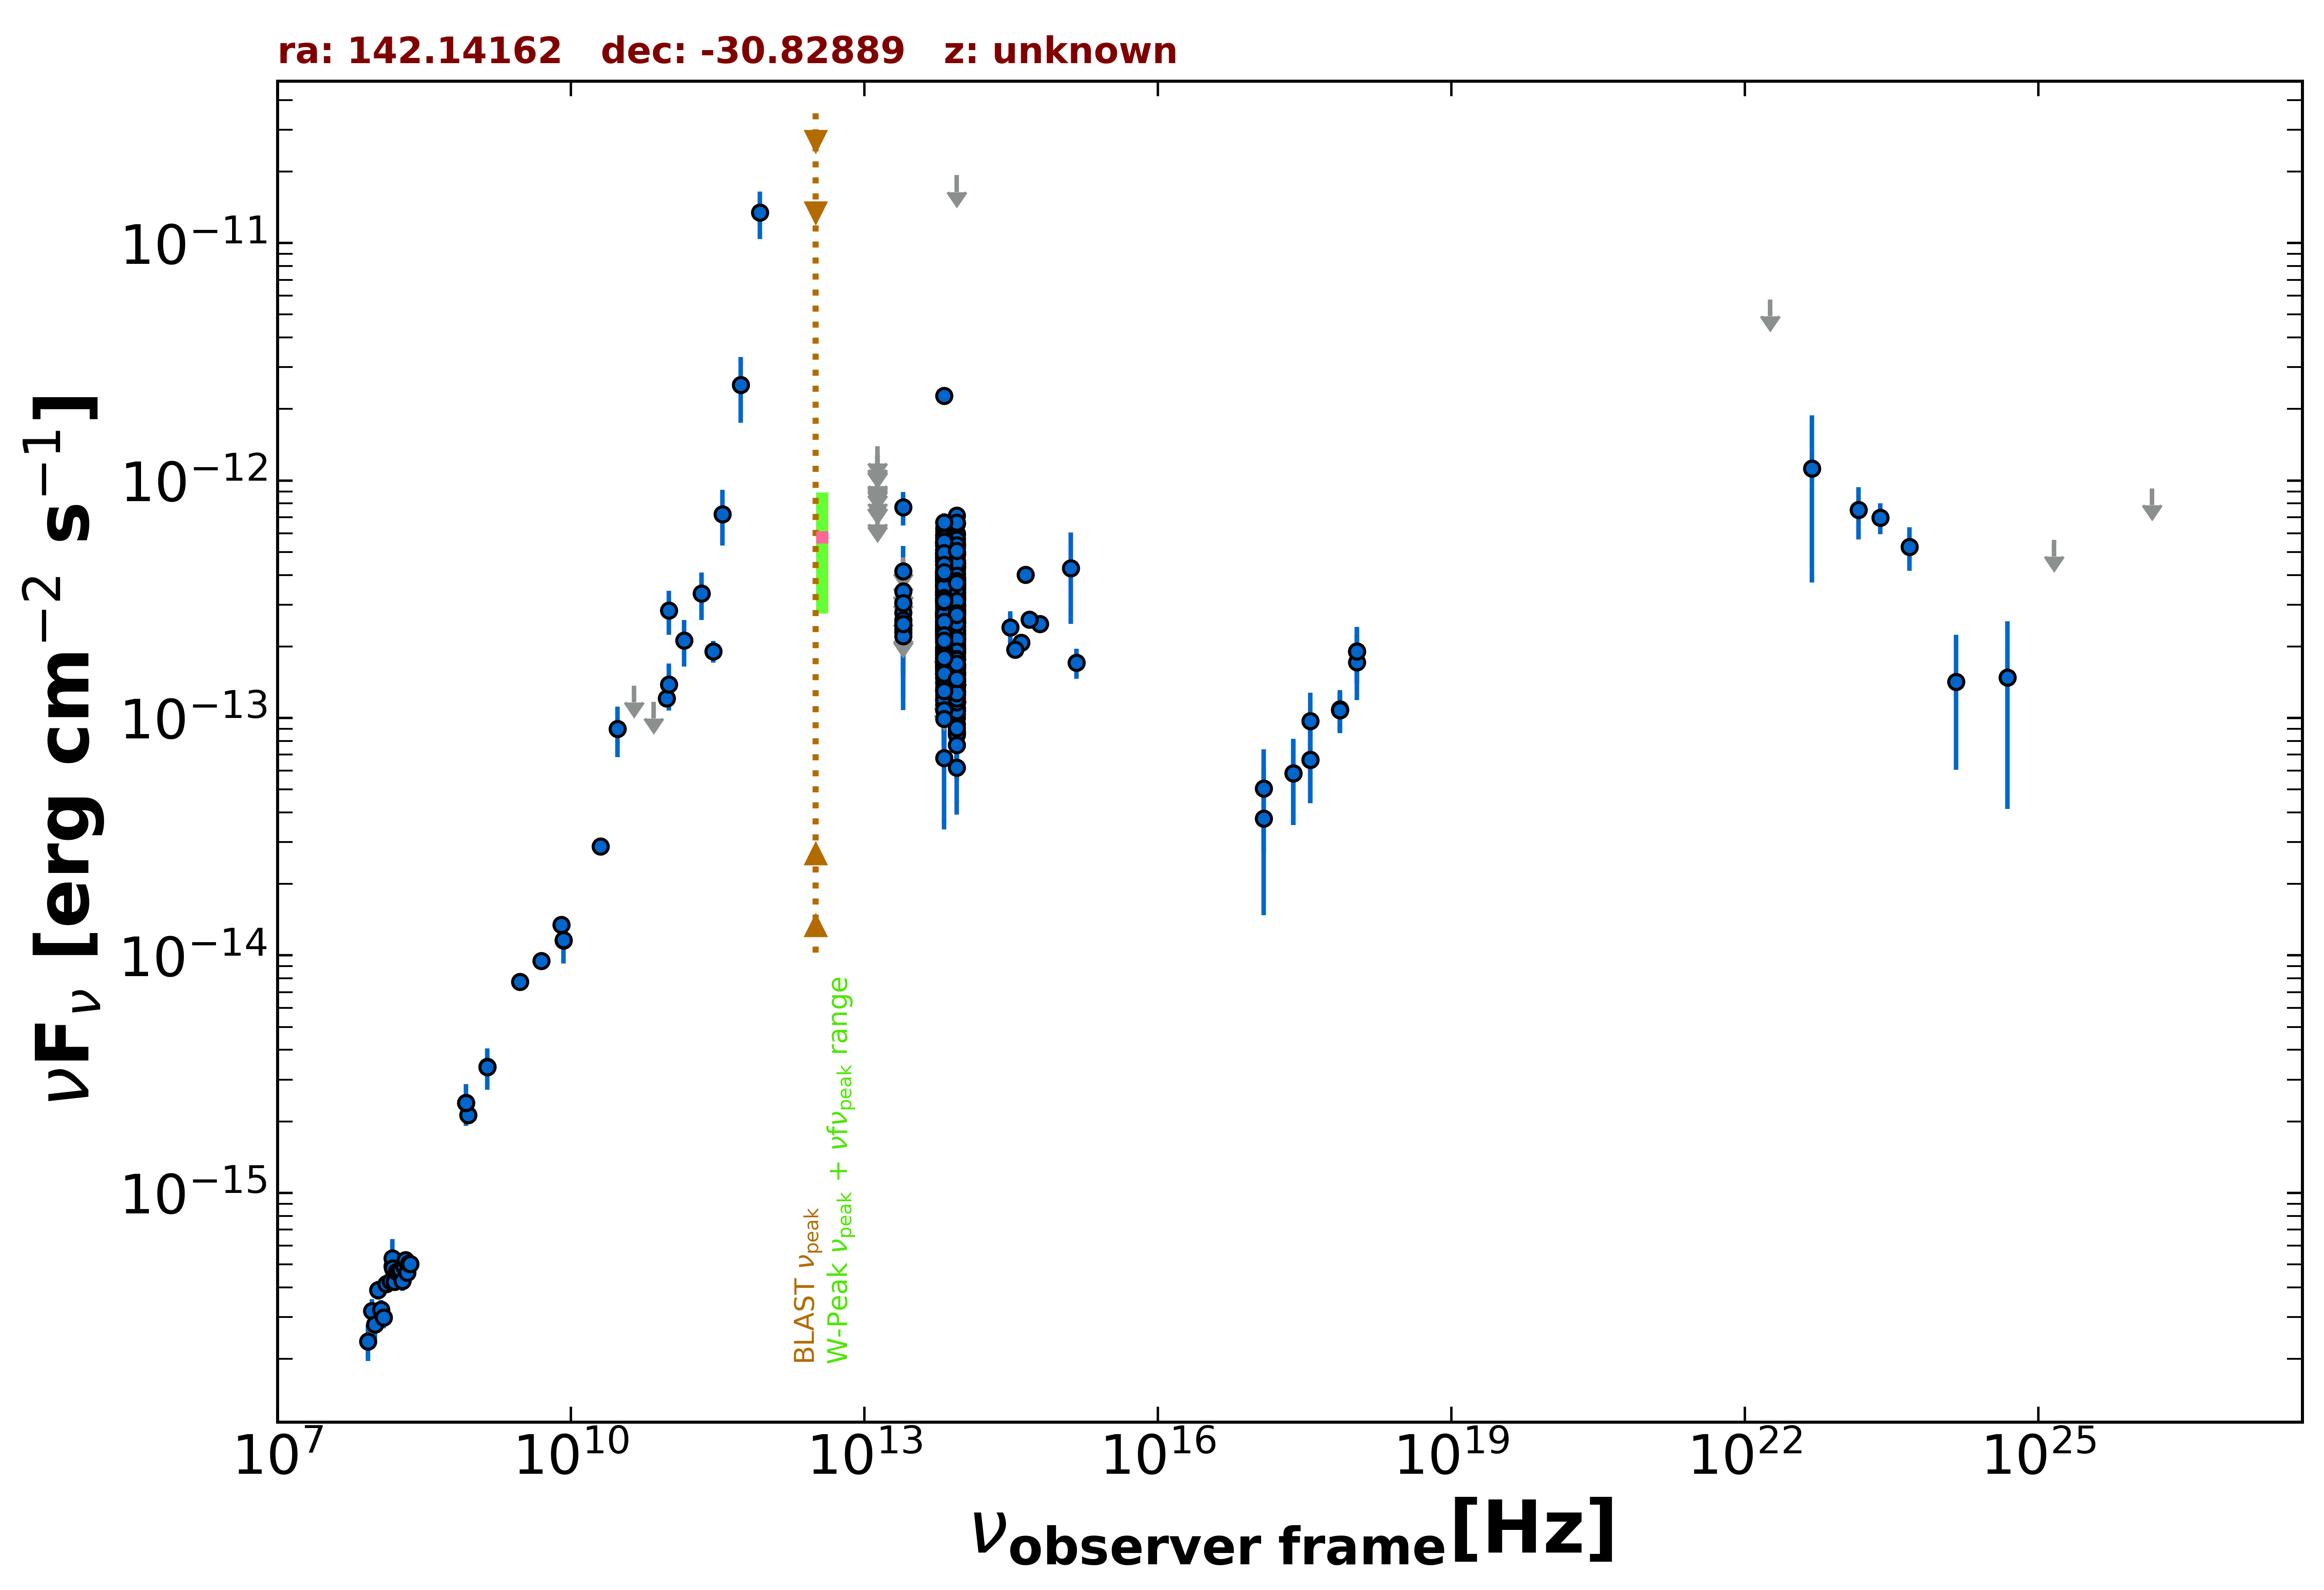 ra: 142.14162 dec: -30.82889 z: unknown
10⁻¹¹
10⁻¹²
10⁻¹³
10⁻¹⁴
10⁻¹⁵
νFν [erg cm⁻² s⁻¹]
BLAST νpeak
W-Peak νpeak + νfνpeak range
10⁷ 10¹⁰ 10¹³ 10¹⁶ 10¹⁹ 10²² 10²⁵
νobserver frame[Hz]